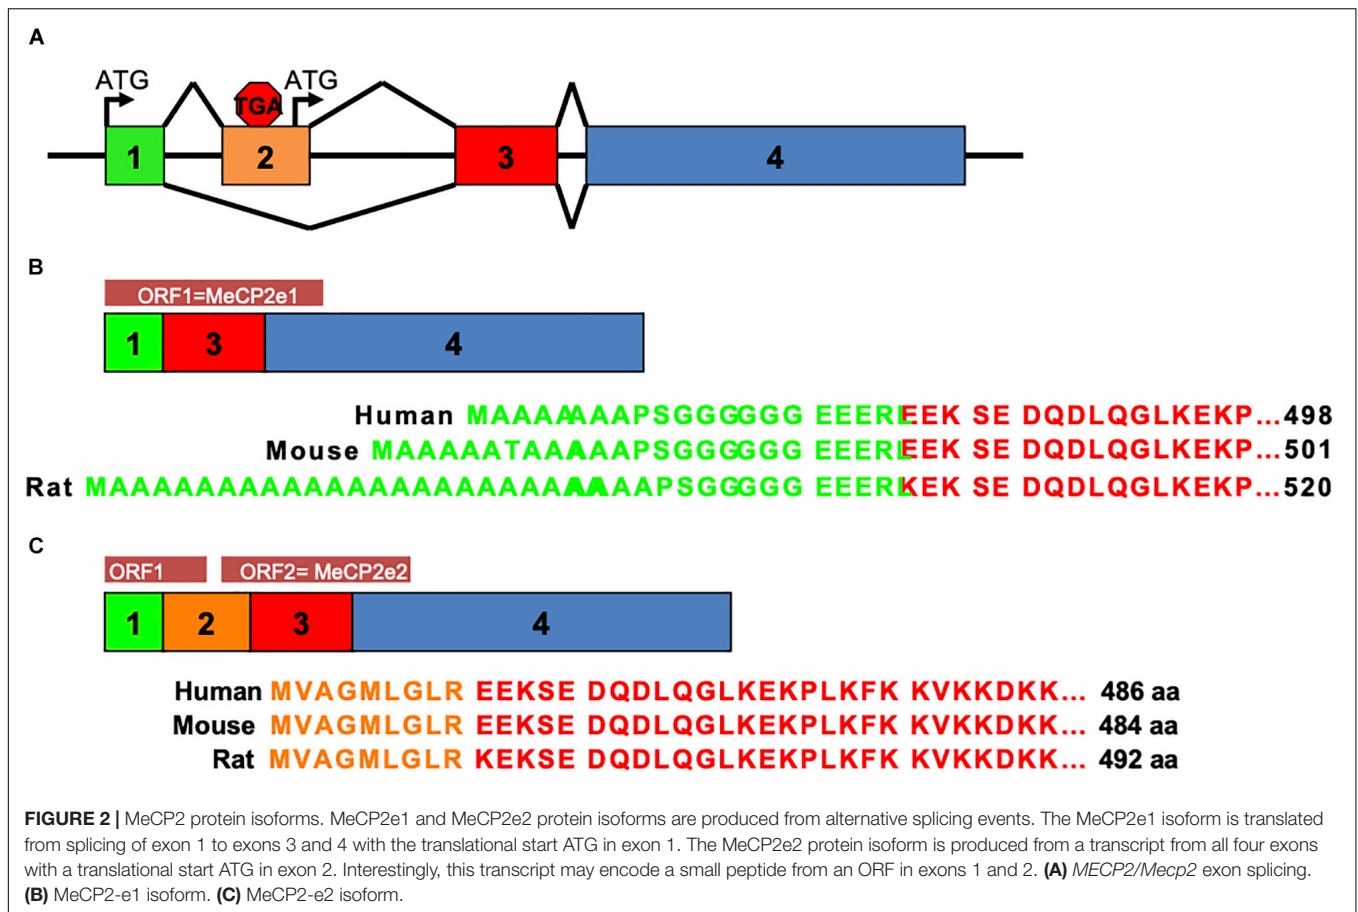 A
ATG
TGA
ATG
1
2
3
4
B
ORF1=MeCP2e1
1
3
4
Human MAAAAAAAPSGGGGGG EEERLEEK SE DQDLQGLKEKP...498
Mouse MAAAAATAAAAAAPSGGGGGG EEERLEEK SE DQDLQGLKEKP...501
Rat MAAAAAAAAAAAAAAAAAAAAAAAAPSGGGGG EEERLKEK SE DQDLQGLKEKP...520
C
ORF1
ORF2= MeCP2e2
1
2
3
4
Human MVAGMLGLR EEKSE DQDLQGLKEKPLKFK KVKKDKK... 486 aa
Mouse MVAGMLGLR EEKSE DQDLQGLKEKPLKFK KVKKDKK... 484 aa
Rat MVAGMLGLR KEKSE DQDLQGLKEKPLKFK KVKKDKK... 492 aa
FIGURE 2 | MeCP2 protein isoforms. MeCP2e1 and MeCP2e2 protein isoforms are produced from alternative splicing events. The MeCP2e1 isoform is translated
from splicing of exon 1 to exons 3 and 4 with the translational start ATG in exon 1. The MeCP2e2 protein isoform is produced from a transcript from all four exons
with a translational start ATG in exon 2. Interestingly, this transcript may encode a small peptide from an ORF in exons 1 and 2. (A) MECP2/Mecp2 exon splicing.
(B) MeCP2-e1 isoform. (C) MeCP2-e2 isoform.